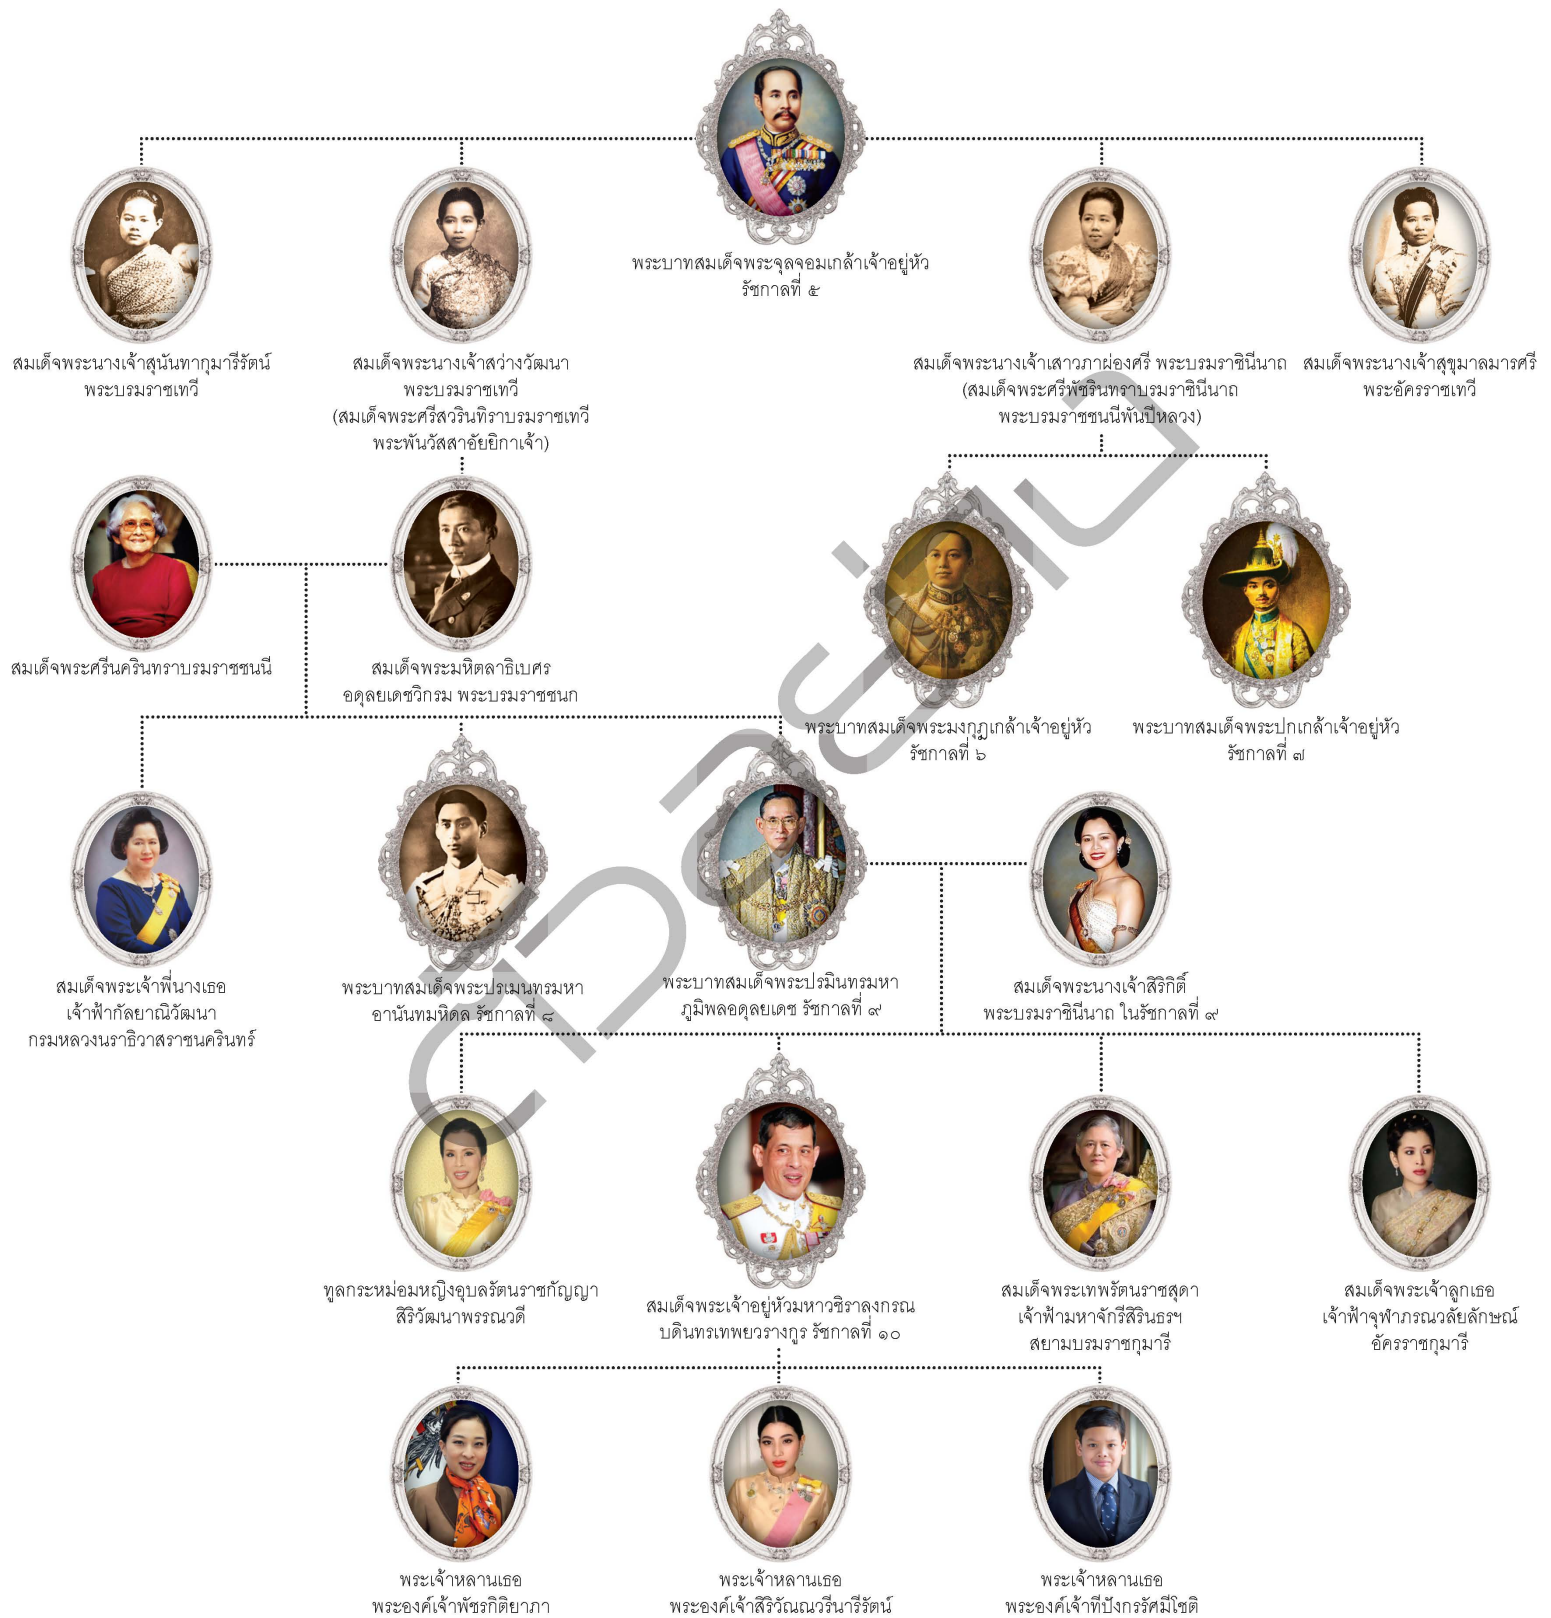 พระบาทสมเด็จพระจุลจอมเกล้าเจ้าอยู่หัว
รัชกาลที่ ๕
สมเด็จพระนางเจ้าสุนันทากุมารีรัตน์
พระบรมราชเทวี
สมเด็จพระนางเจ้าสว่างวัฒนา
พระบรมราชเทวี
(สมเด็จพระศรีสวรินทิราบรมราชเทวี
พระพันวัสสาอัยยิกาเจ้า)
สมเด็จพระนางเจ้าเสาวภาผ่องศรี พระบรมราชินีนาถ
(สมเด็จพระศรีพัชรินทราบรมราชินีนาถ
พระบรมราชชนนีพันปีหลวง)
สมเด็จพระนางเจ้าสุขุมาลมารศรี
พระอัครราชเทวี
สมเด็จพระศรีนครินทราบรมราชชนนี
สมเด็จพระมหิตลาธิเบศร
อดุลยเดชวิกรม พระบรมราชชนก
พระบาทสมเด็จพระมงกุฎเกล้าเจ้าอยู่หัว
รัชกาลที่ ๖
พระบาทสมเด็จพระปกเกล้าเจ้าอยู่หัว
รัชกาลที่ ๗
สมเด็จพระเจ้าพี่นางเธอ
เจ้าฟ้ากัลยาณิวัฒนา
กรมหลวงนราธิวาสราชนครินทร์
พระบาทสมเด็จพระปรเมนทรมหา
อานันทมหิดล รัชกาลที่ ๘
พระบาทสมเด็จพระปรมินทรมหา
ภูมิพลอดุลยเดช รัชกาลที่ ๙
สมเด็จพระนางเจ้าสิริกิติ์
พระบรมราชินีนาถ ในรัชกาลที่ ๙
ทูลกระหม่อมหญิงอุบลรัตนราชกัญญา
สิริวัฒนาพรรณวดี
สมเด็จพระเจ้าอยู่หัวมหาวชิราลงกรณ
บดินทรเทพยวรางกูร รัชกาลที่ ๑๐
สมเด็จพระเทพรัตนราชสุดา
เจ้าฟ้ามหาจักรีสิรินธรฯ
สยามบรมราชกุมารี
สมเด็จพระเจ้าลูกเธอ
เจ้าฟ้าจุฬาภรณวลัยลักษณ์
อัครราชกุมารี
พระเจ้าหลานเธอ
พระองค์เจ้าพัชรกิติยาภา
พระเจ้าหลานเธอ
พระองค์เจ้าสิริวัณณวรีนารีรัตน์
พระเจ้าหลานเธอ
พระองค์เจ้าทีปังกรรัศมีโชติ
ตัวอย่าง